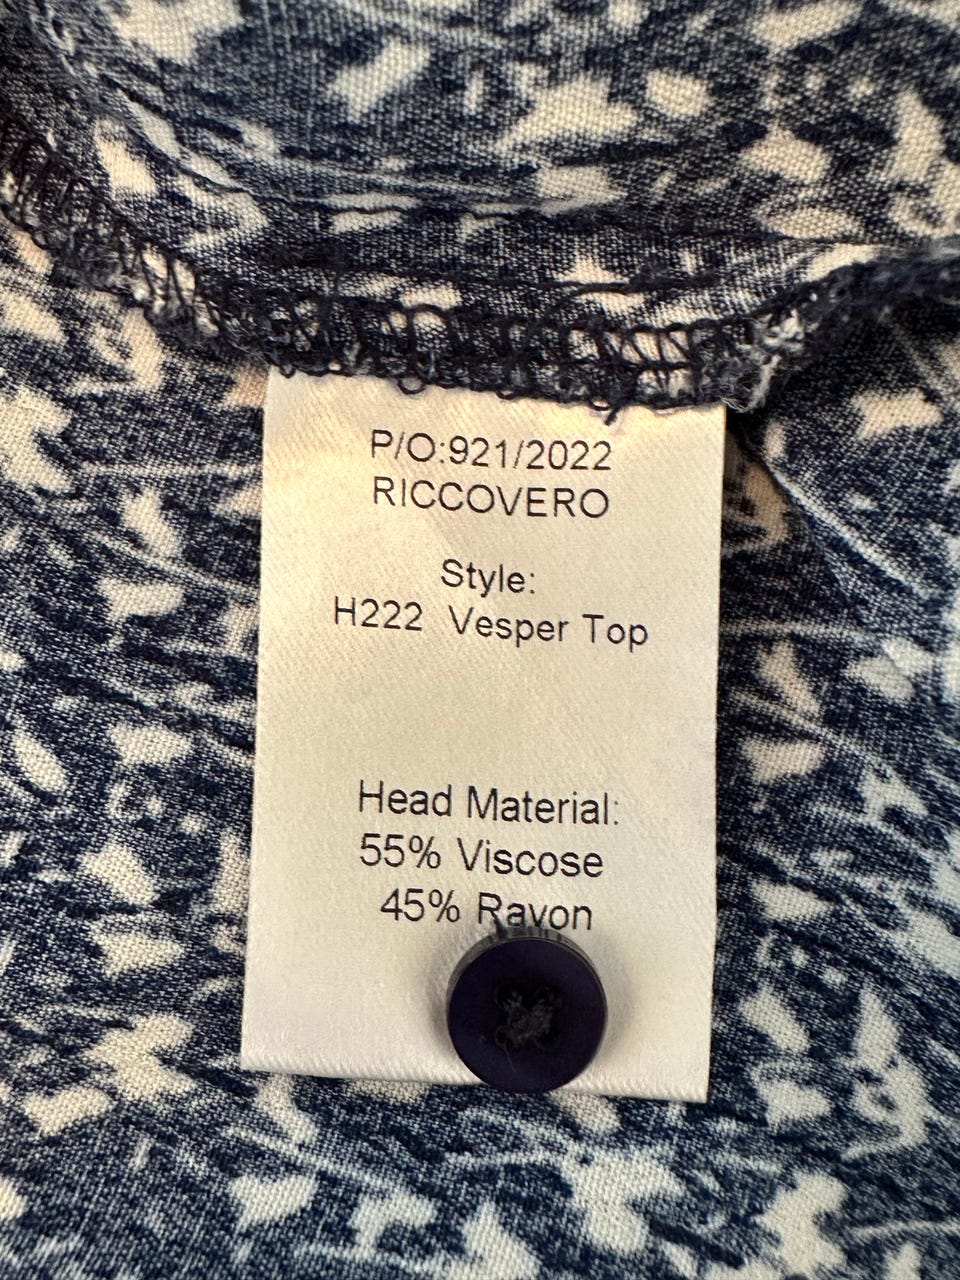 P/O:921/2022
RICCOVERO
Style:
H222 Vesper Top
Head Material:
55% Viscose
45% Rayon